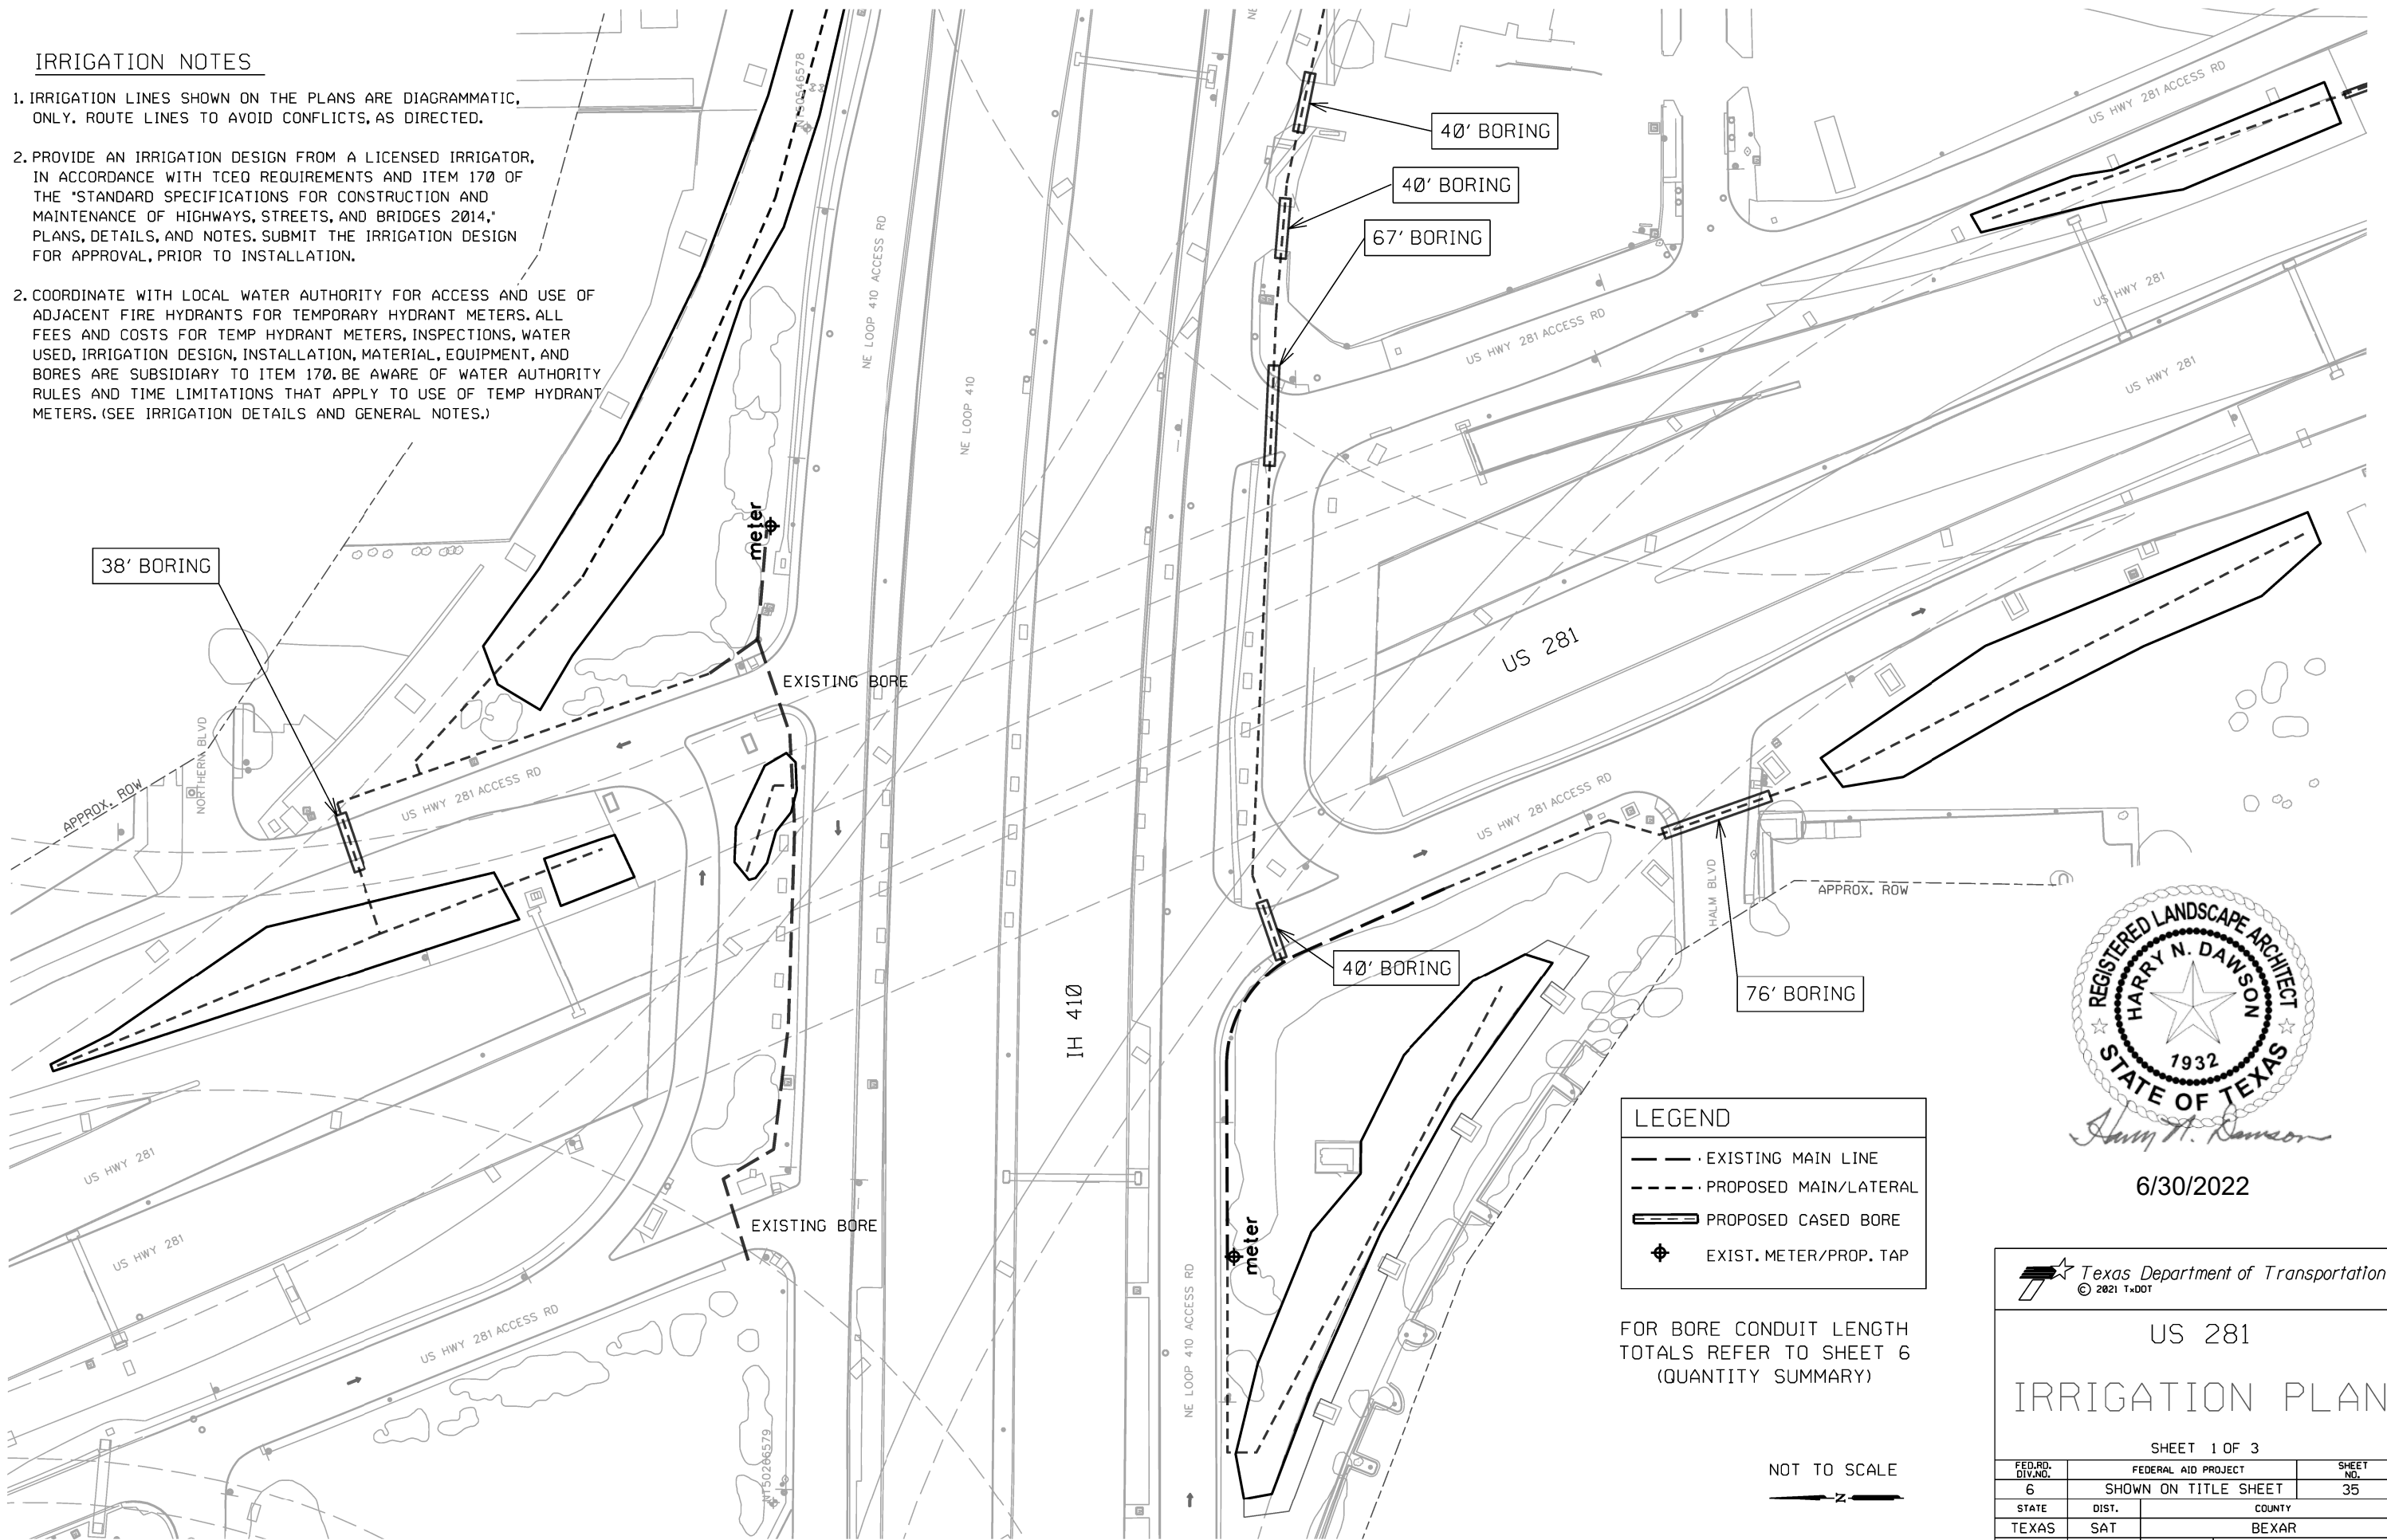 IRRIGATION NOTES
1. IRRIGATION LINES SHOWN ON THE PLANS ARE DIAGRAMMATIC,
ONLY. ROUTE LINES TO AVOID CONFLICTS, AS DIRECTED.
2. PROVIDE AN IRRIGATION DESIGN FROM A LICENSED IRRIGATOR,
IN ACCORDANCE WITH TCEQ REQUIREMENTS AND ITEM 170 OF
THE "STANDARD SPECIFICATIONS FOR CONSTRUCTION AND
MAINTENANCE OF HIGHWAYS, STREETS, AND BRIDGES 2014,"
PLANS, DETAILS, AND NOTES. SUBMIT THE IRRIGATION DESIGN
FOR APPROVAL, PRIOR TO INSTALLATION.
2. COORDINATE WITH LOCAL WATER AUTHORITY FOR ACCESS AND USE OF
ADJACENT FIRE HYDRANTS FOR TEMPORARY HYDRANT METERS. ALL
FEES AND COSTS FOR TEMP HYDRANT METERS, INSPECTIONS, WATER
USED, IRRIGATION DESIGN, INSTALLATION, MATERIAL, EQUIPMENT, AND
BORES ARE SUBSIDIARY TO ITEM 170. BE AWARE OF WATER AUTHORITY
RULES AND TIME LIMITATIONS THAT APPLY TO USE OF TEMP HYDRANT
METERS. (SEE IRRIGATION DETAILS AND GENERAL NOTES.)
NE LOOP 410 ACCESS RD
NE LOOP 410
40' BORING
40' BORING
67' BORING
US HWY 281 ACCESS RD
US HWY 281 ACCESS RD
US HWY 281
US HWY 281
meter
38' BORING
EXISTING BORE
US 281
NORTHERN BLVD
APPROX. ROW
US HWY 281 ACCESS RD
US HWY 281 ACCESS RD
HALM BLVD
APPROX. ROW
40' BORING
76' BORING
IH 410
US HWY 281
US HWY 281
EXISTING BORE
US HWY 281 ACCESS RD
NT50266579
meter
NE LOOP 410 ACCESS RD
REGISTERED LANDSCAPE ARCHITECT
HARRY N. DAWSON
1932
STATE OF TEXAS
Harry N. Dawson
6/30/2022
LEGEND
EXISTING MAIN LINE
PROPOSED MAIN/LATERAL
PROPOSED CASED BORE
EXIST. METER/PROP. TAP
FOR BORE CONDUIT LENGTH
TOTALS REFER TO SHEET 6
(QUANTITY SUMMARY)
NOT TO SCALE
N
Texas Department of Transportation
© 2021 TxDOT
US 281
IRRIGATION PLAN
SHEET 1 OF 3
FED.RD. DIV.NO. FEDERAL AID PROJECT SHEET NO.
6 SHOWN ON TITLE SHEET 35
STATE DIST. COUNTY
TEXAS SAT BEXAR